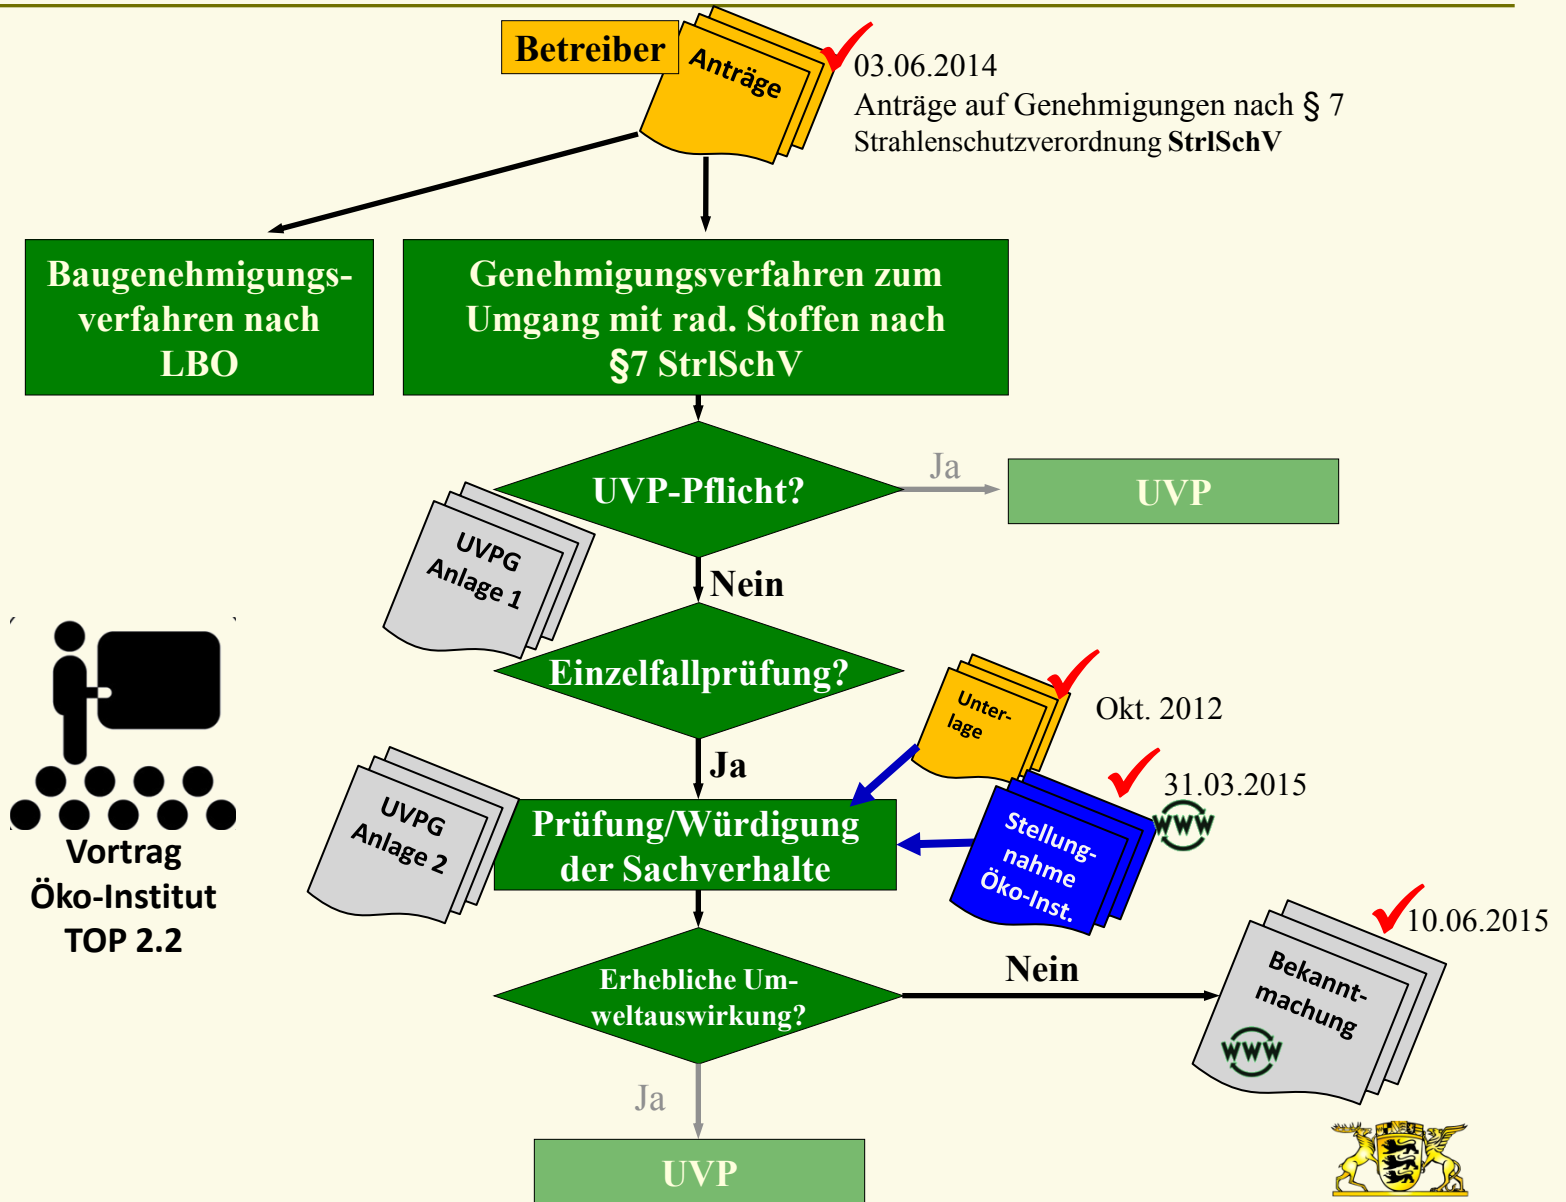 Betreiber
Anträge
03.06.2014
Anträge auf Genehmigungen nach § 7
Strahlenschutzverordnung StrlSchV
Baugenehmigungs-
verfahren nach
LBO
Genehmigungsverfahren zum
Umgang mit rad. Stoffen nach
§7 StrlSchV
UVP-Pflicht?
Ja
UVP
UVPG
Anlage 1
Nein
Einzelfallprüfung?
Unter-
lage
Okt. 2012
Ja
31.03.2015
WWW
Stellung-
nahme
Öko-Inst.
UVPG
Anlage 2
Prüfung/Würdigung
der Sachverhalte
Vortrag
Öko-Institut
TOP 2.2
Erhebliche Um-
weltauswirkung?
Nein
10.06.2015
Bekannt-
machung
WWW
Ja
UVP